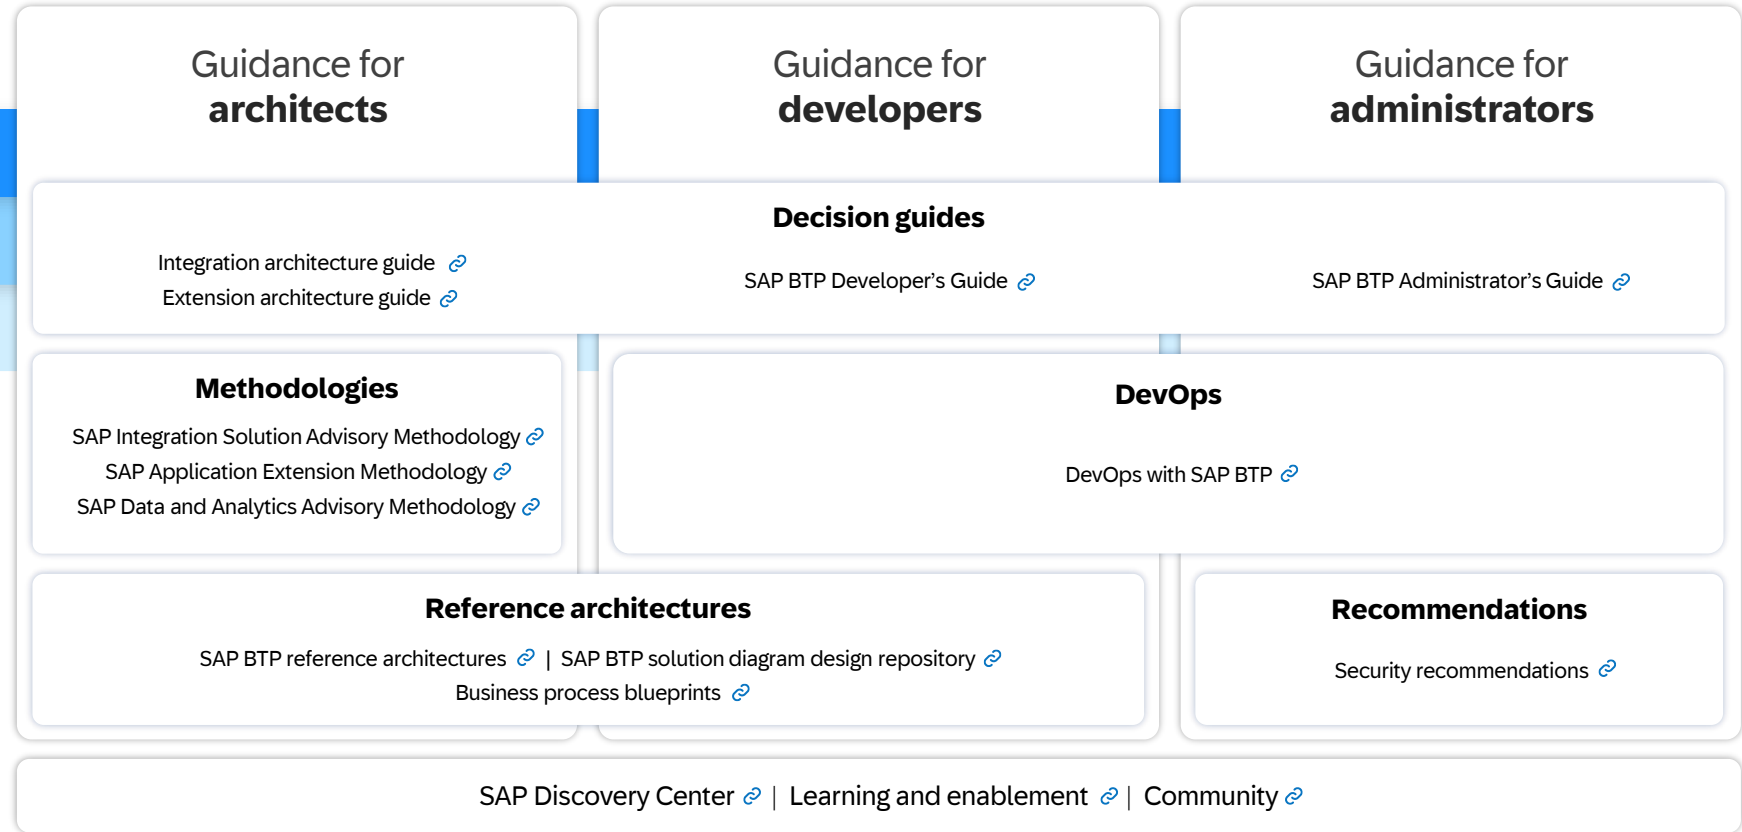 Guidance for
architects
Guidance for
developers
Guidance for
administrators
Decision guides
Integration architecture guide
Extension architecture guide
SAP BTP Developer’s Guide
SAP BTP Administrator’s Guide
Methodologies
SAP Integration Solution Advisory Methodology
SAP Application Extension Methodology
SAP Data and Analytics Advisory Methodology
DevOps
DevOps with SAP BTP
Reference architectures
SAP BTP reference architectures | SAP BTP solution diagram design repository
Business process blueprints
Recommendations
Security recommendations
SAP Discovery Center | Learning and enablement | Community